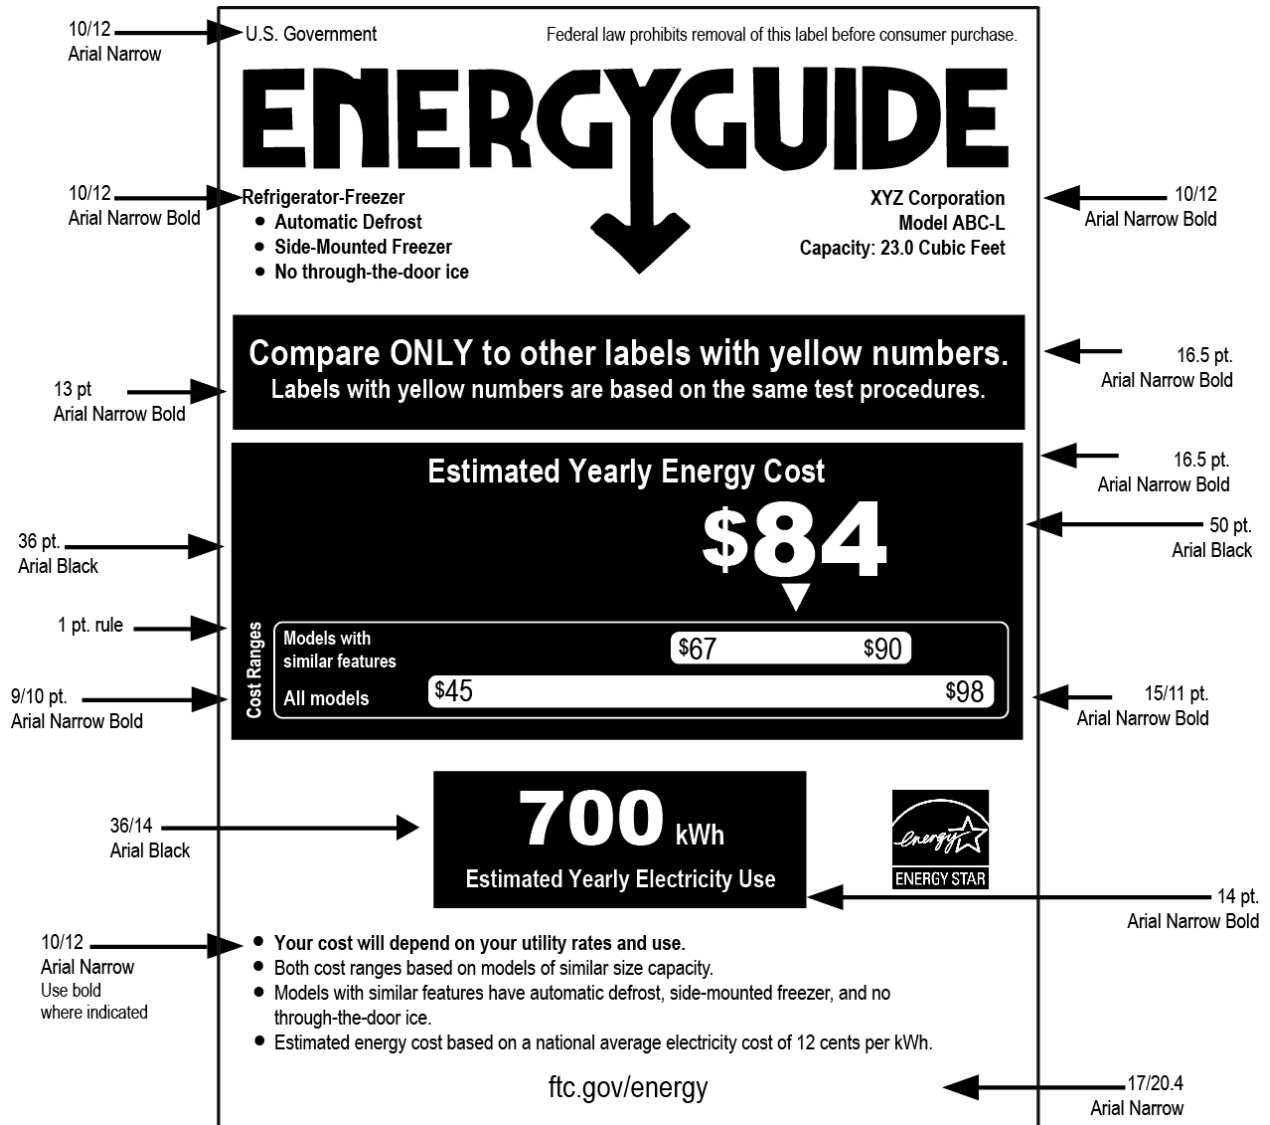 10/12
Arial Narrow
U.S. Government
Federal law prohibits removal of this label before consumer purchase.
ENERGYGUIDE
10/12
Arial Narrow Bold
Refrigerator-Freezer
• Automatic Defrost
• Side-Mounted Freezer
• No through-the-door ice
XYZ Corporation
Model ABC-L
Capacity: 23.0 Cubic Feet
10/12
Arial Narrow Bold
Compare ONLY to other labels with yellow numbers.
Labels with yellow numbers are based on the same test procedures.
16.5 pt.
Arial Narrow Bold
13 pt
Arial Narrow Bold
Estimated Yearly Energy Cost
16.5 pt.
Arial Narrow Bold
$84
50 pt.
Arial Black
36 pt.
Arial Black
1 pt. rule
Cost Ranges
Models with
similar features
$67 $90
All models
$45 $98
9/10 pt.
Arial Narrow Bold
15/11 pt.
Arial Narrow Bold
36/14
Arial Black
700 kWh
Estimated Yearly Electricity Use
energy
ENERGY STAR
14 pt.
Arial Narrow Bold
10/12
Arial Narrow
Use bold
where indicated
• Your cost will depend on your utility rates and use.
• Both cost ranges based on models of similar size capacity.
• Models with similar features have automatic defrost, side-mounted freezer, and no
through-the-door ice.
• Estimated energy cost based on a national average electricity cost of 12 cents per kWh.
ftc.gov/energy
17/20.4
Arial Narrow